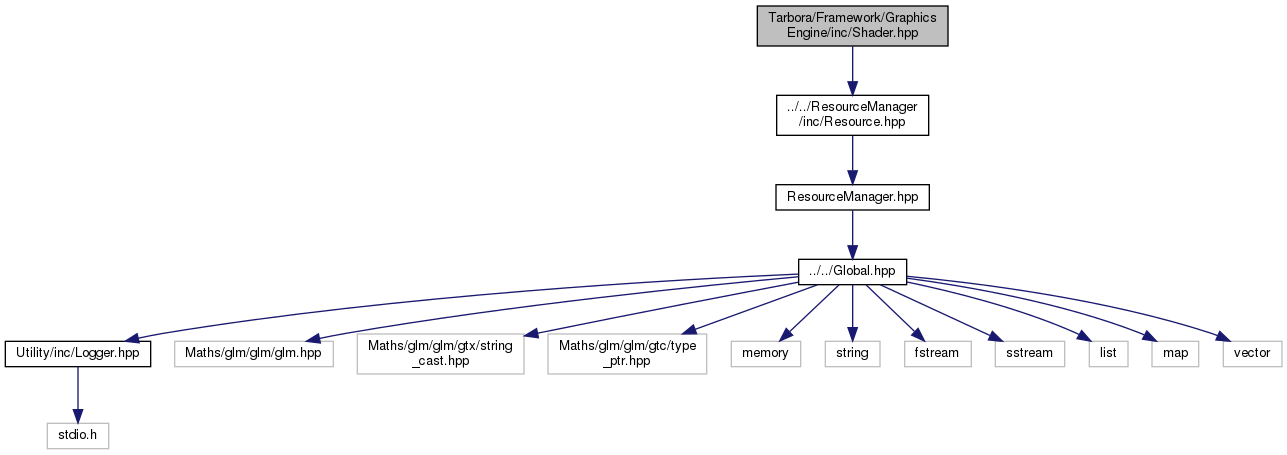 Tarbora/Framework/Graphics
Engine/inc/Shader.hpp
../../ResourceManager
/inc/Resource.hpp
ResourceManager.hpp
../../Global.hpp
Utility/inc/Logger.hpp
Maths/glm/glm/glm.hpp
Maths/glm/glm/gtx/string
_cast.hpp
Maths/glm/glm/gtc/type
_ptr.hpp
memory
string
fstream
sstream
list
map
vector
stdio.h